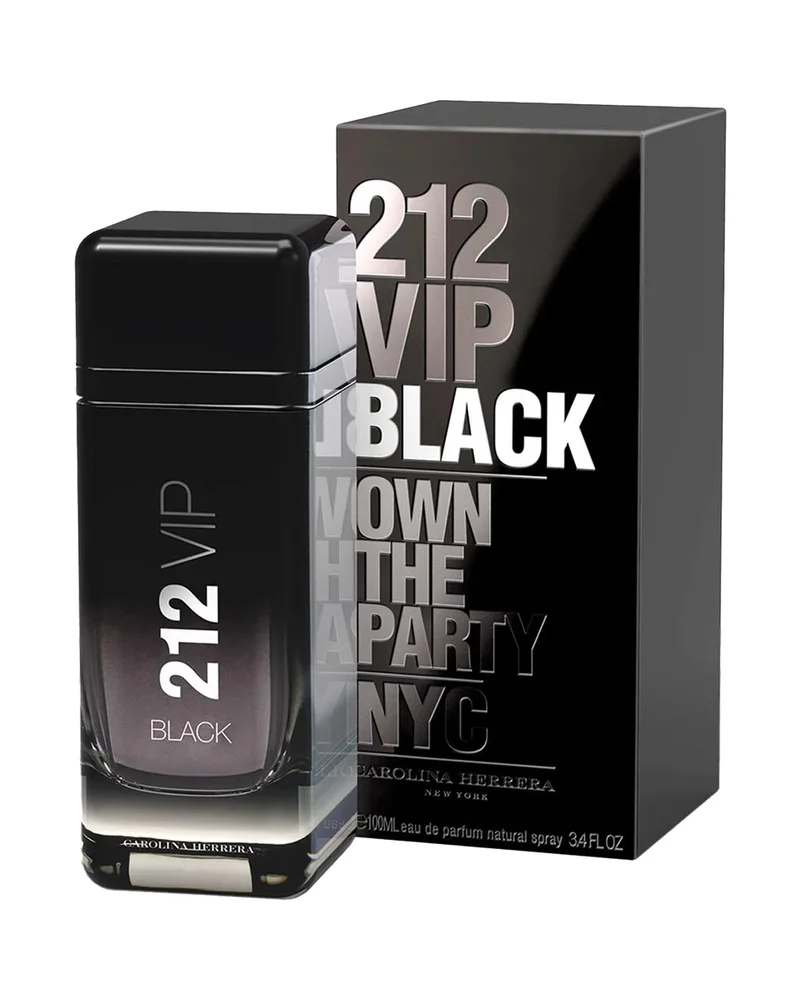 212
VIP
BLACK
OWN
THE
PARTY
NYC
CAROLINA HERRERA
NEW YORK
100ML eau de parfum natural spray 3.4 FL OZ
212 VIP
BLACK
CAROLINA HERRERA